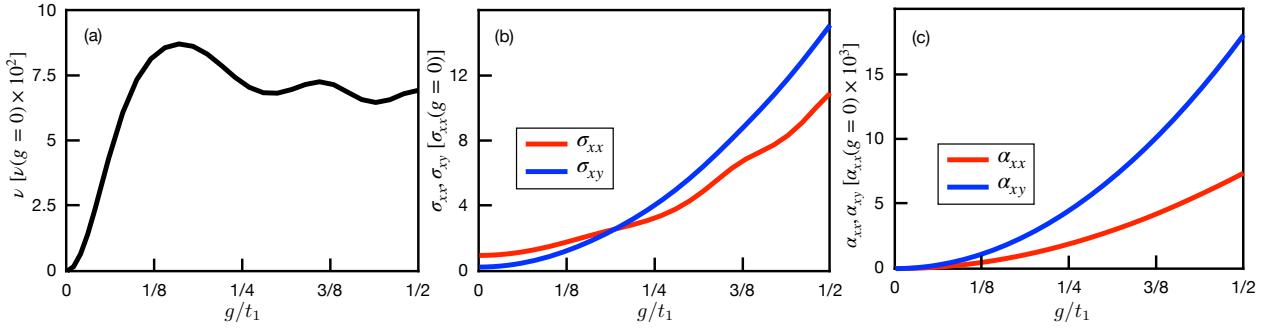 (a)
ν [ν(g = 0) × 10²]
10
7.5
5
2.5
0
0
1/8
1/4
3/8
1/2
g/t₁
(b)
σxx, σxy [σxx(g = 0)]
12
8
4
0
σxx
σxy
0
1/8
1/4
3/8
1/2
g/t₁
(c)
αxx, αxy [αxx(g = 0) × 10³]
15
10
5
0
αxx
αxy
0
1/8
1/4
3/8
1/2
g/t₁